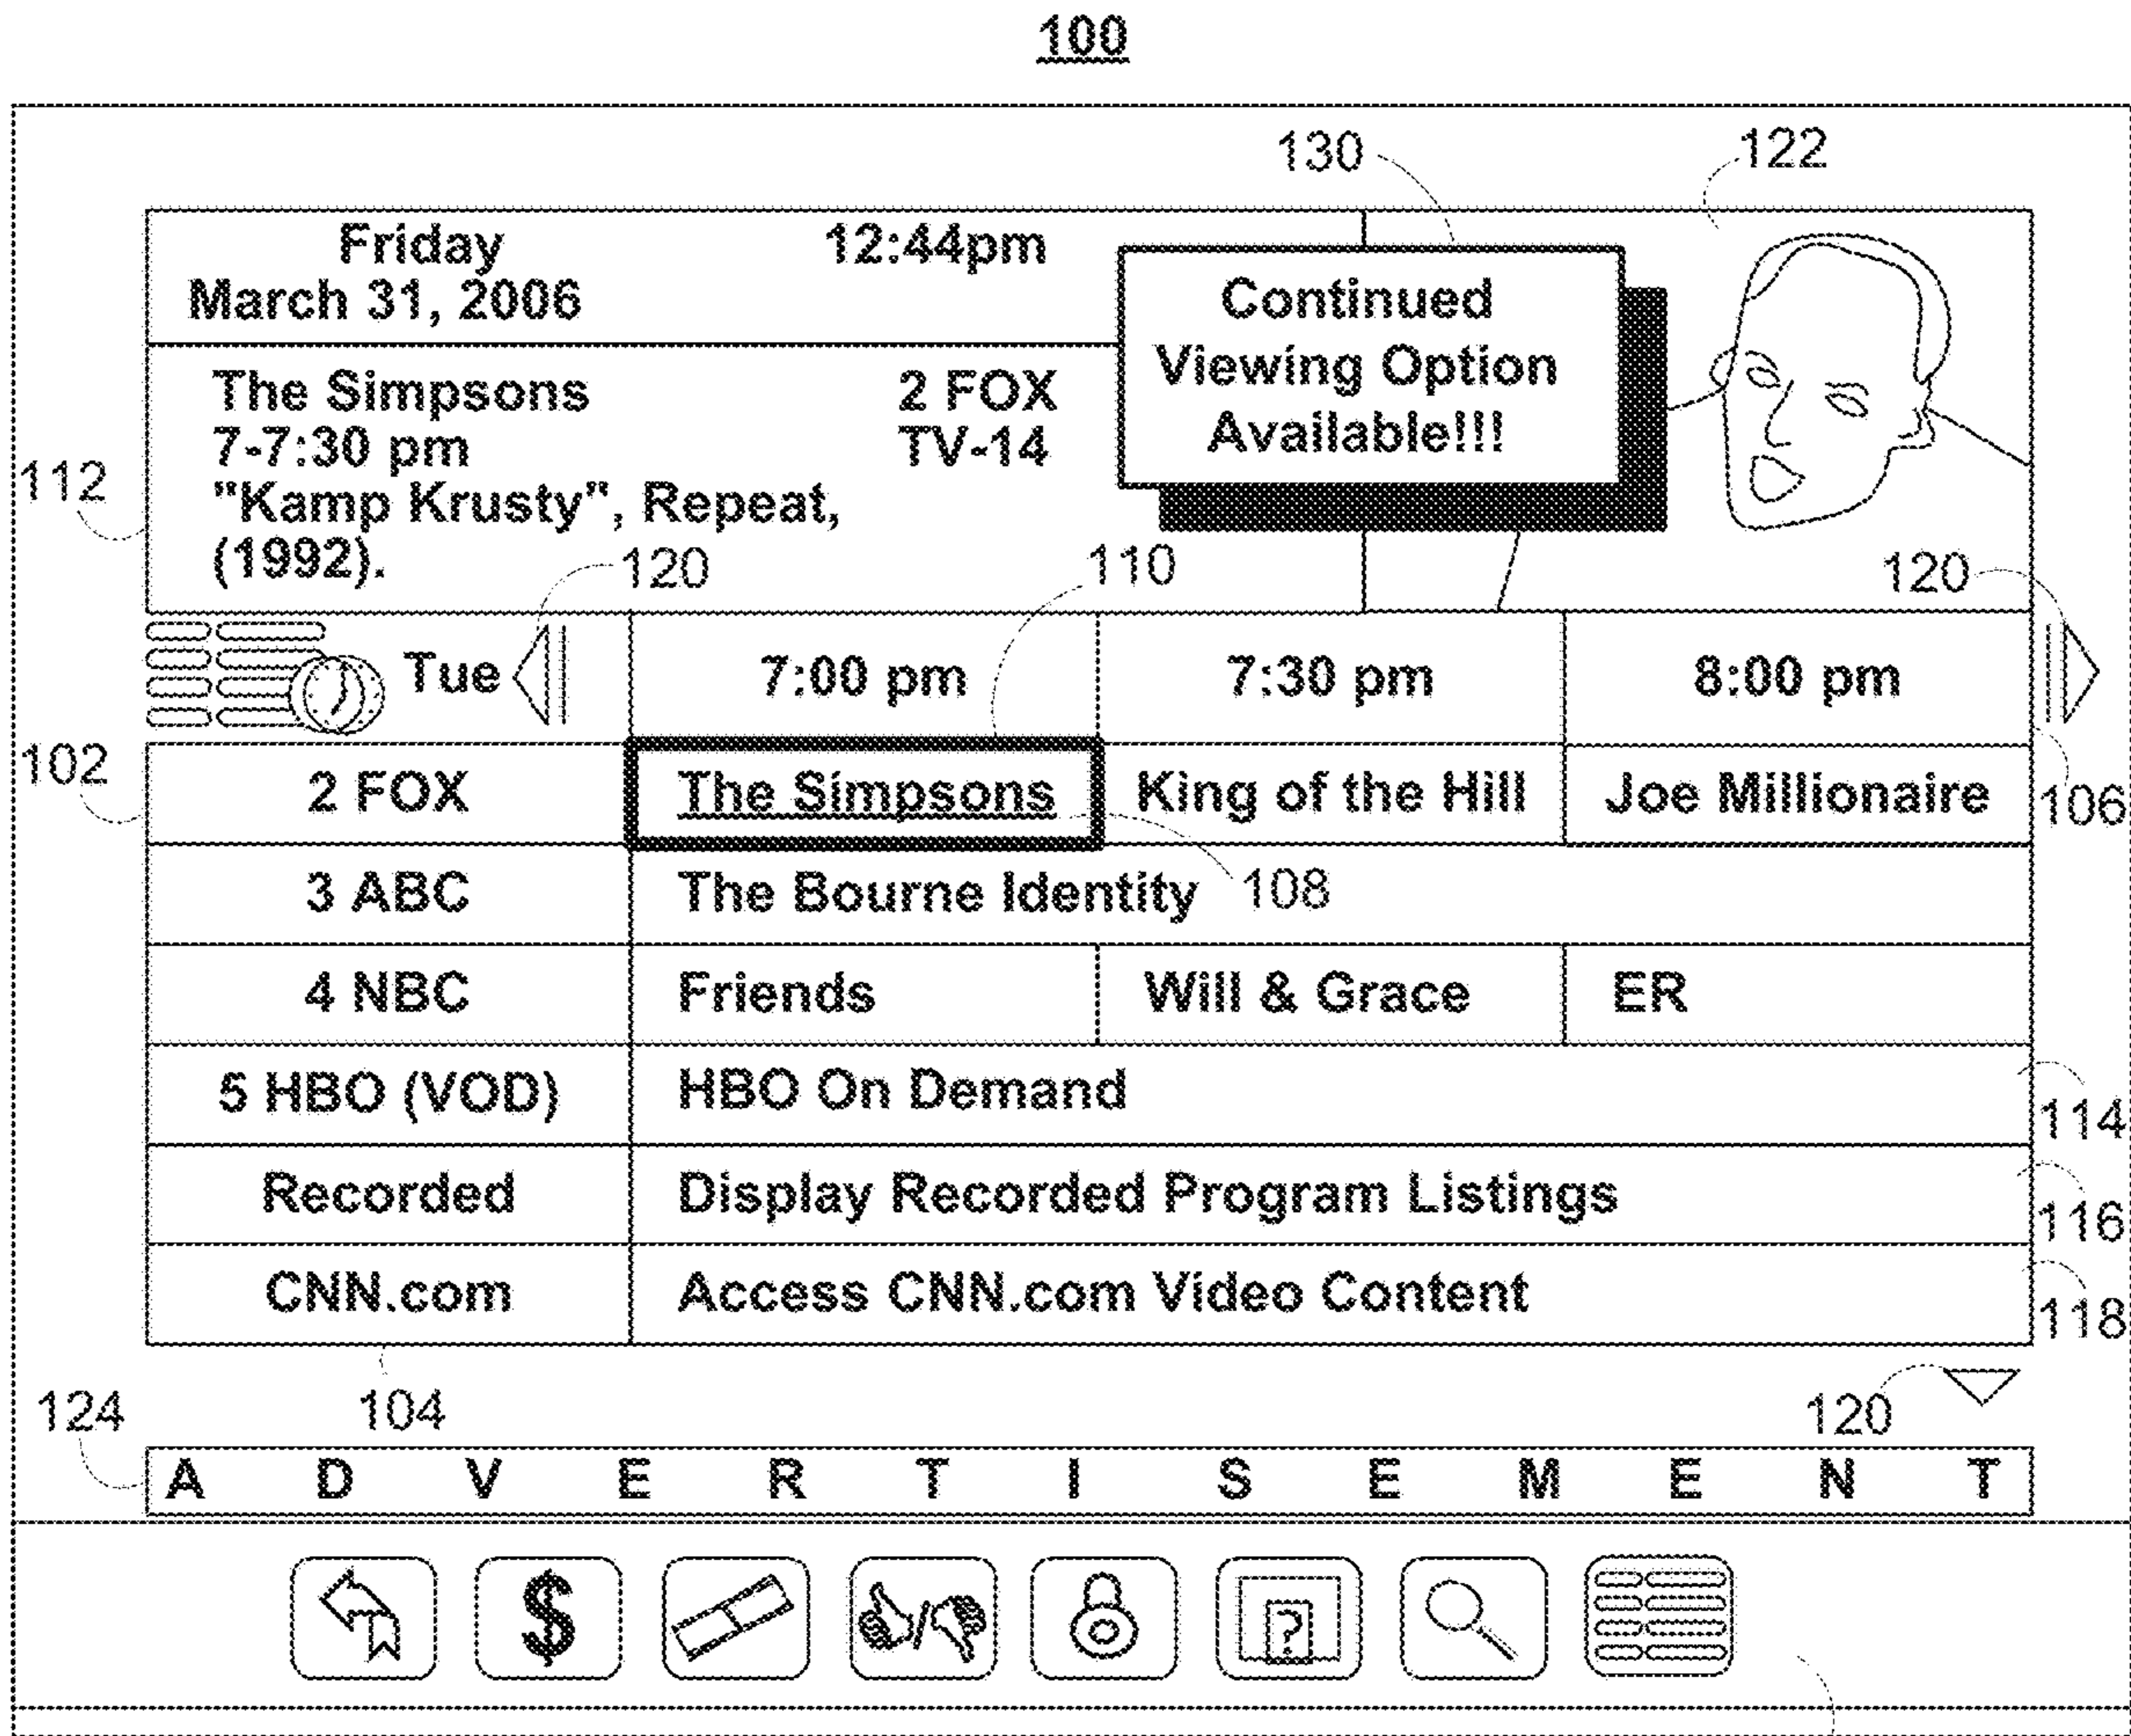 100
130
122
Friday
12:44pm
March 31, 2006
Continued
Viewing Option
Available!!!
The Simpsons
2 FOX
7-7:30 pm
TV-14
112
"Kamp Krusty", Repeat,
(1992).
120
110
120
Tue
7:00 pm
7:30 pm
8:00 pm
102
2 FOX
The Simpsons
King of the Hill
Joe Millionaire
106
3 ABC
The Bourne Identity
108
4 NBC
Friends
Will & Grace
ER
5 HBO (VOD)
HBO On Demand
114
Recorded
Display Recorded Program Listings
116
CNN.com
Access CNN.com Video Content
118
124
104
120
A D V E R T I S E M E N T
$
/
?